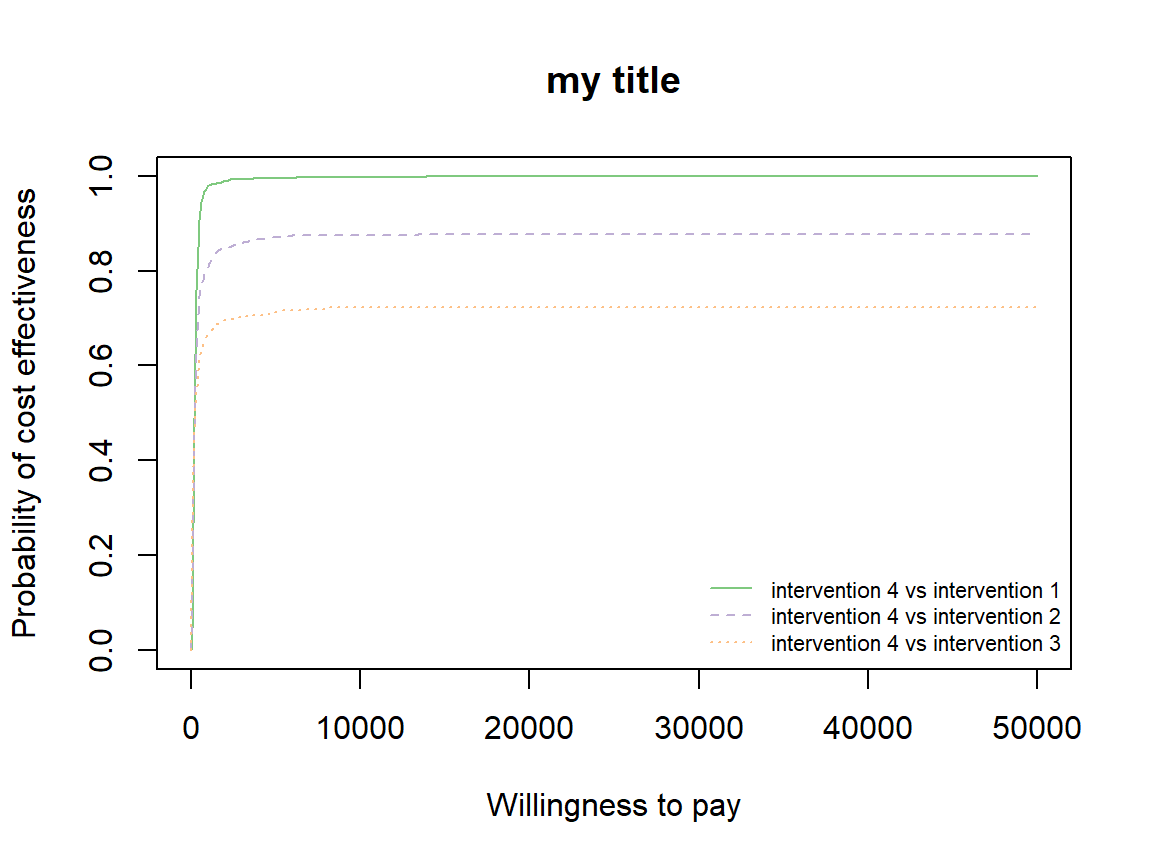 my title
Probability of cost effectiveness
1.0
0.8
0.6
0.4
0.2
0.0
intervention 4 vs intervention 1
intervention 4 vs intervention 2
intervention 4 vs intervention 3
0 10000 20000 30000 40000 50000
Willingness to pay